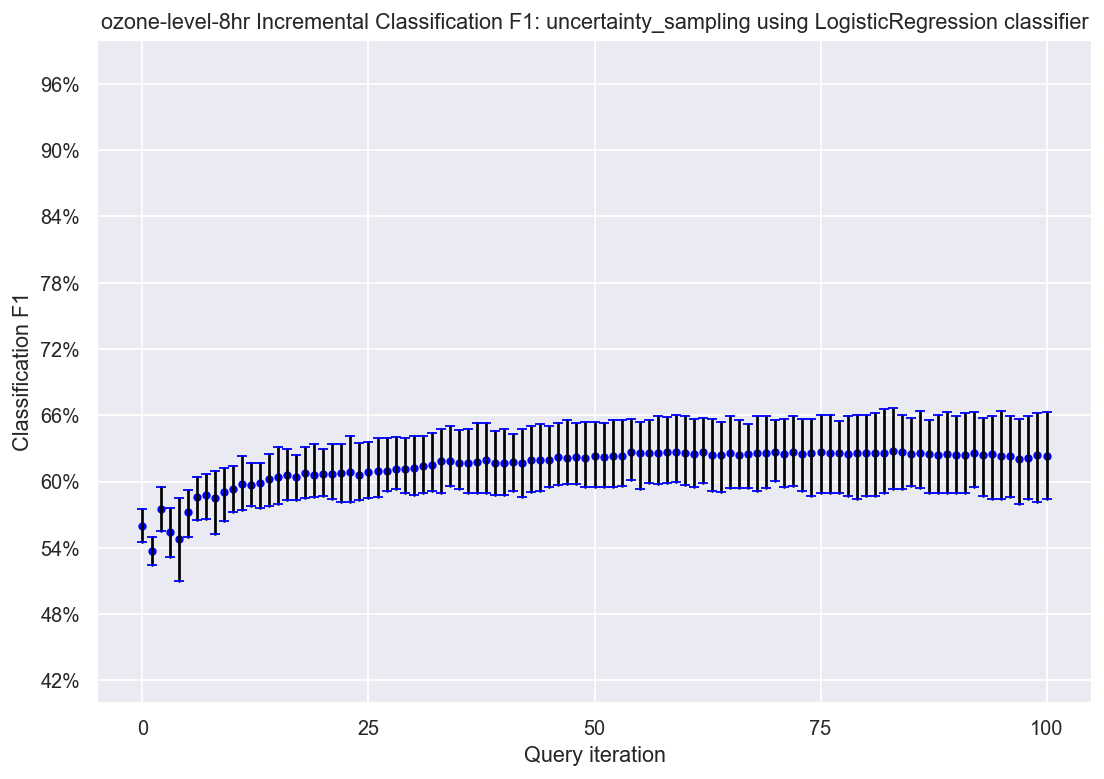 ozone-level-8hr Incremental Classification F1: uncertainty_sampling using LogisticRegression classifier
96%
90%
84%
78%
72%
66%
60%
54%
48%
42%
Classification F1
0 25 50 75 100
Query iteration